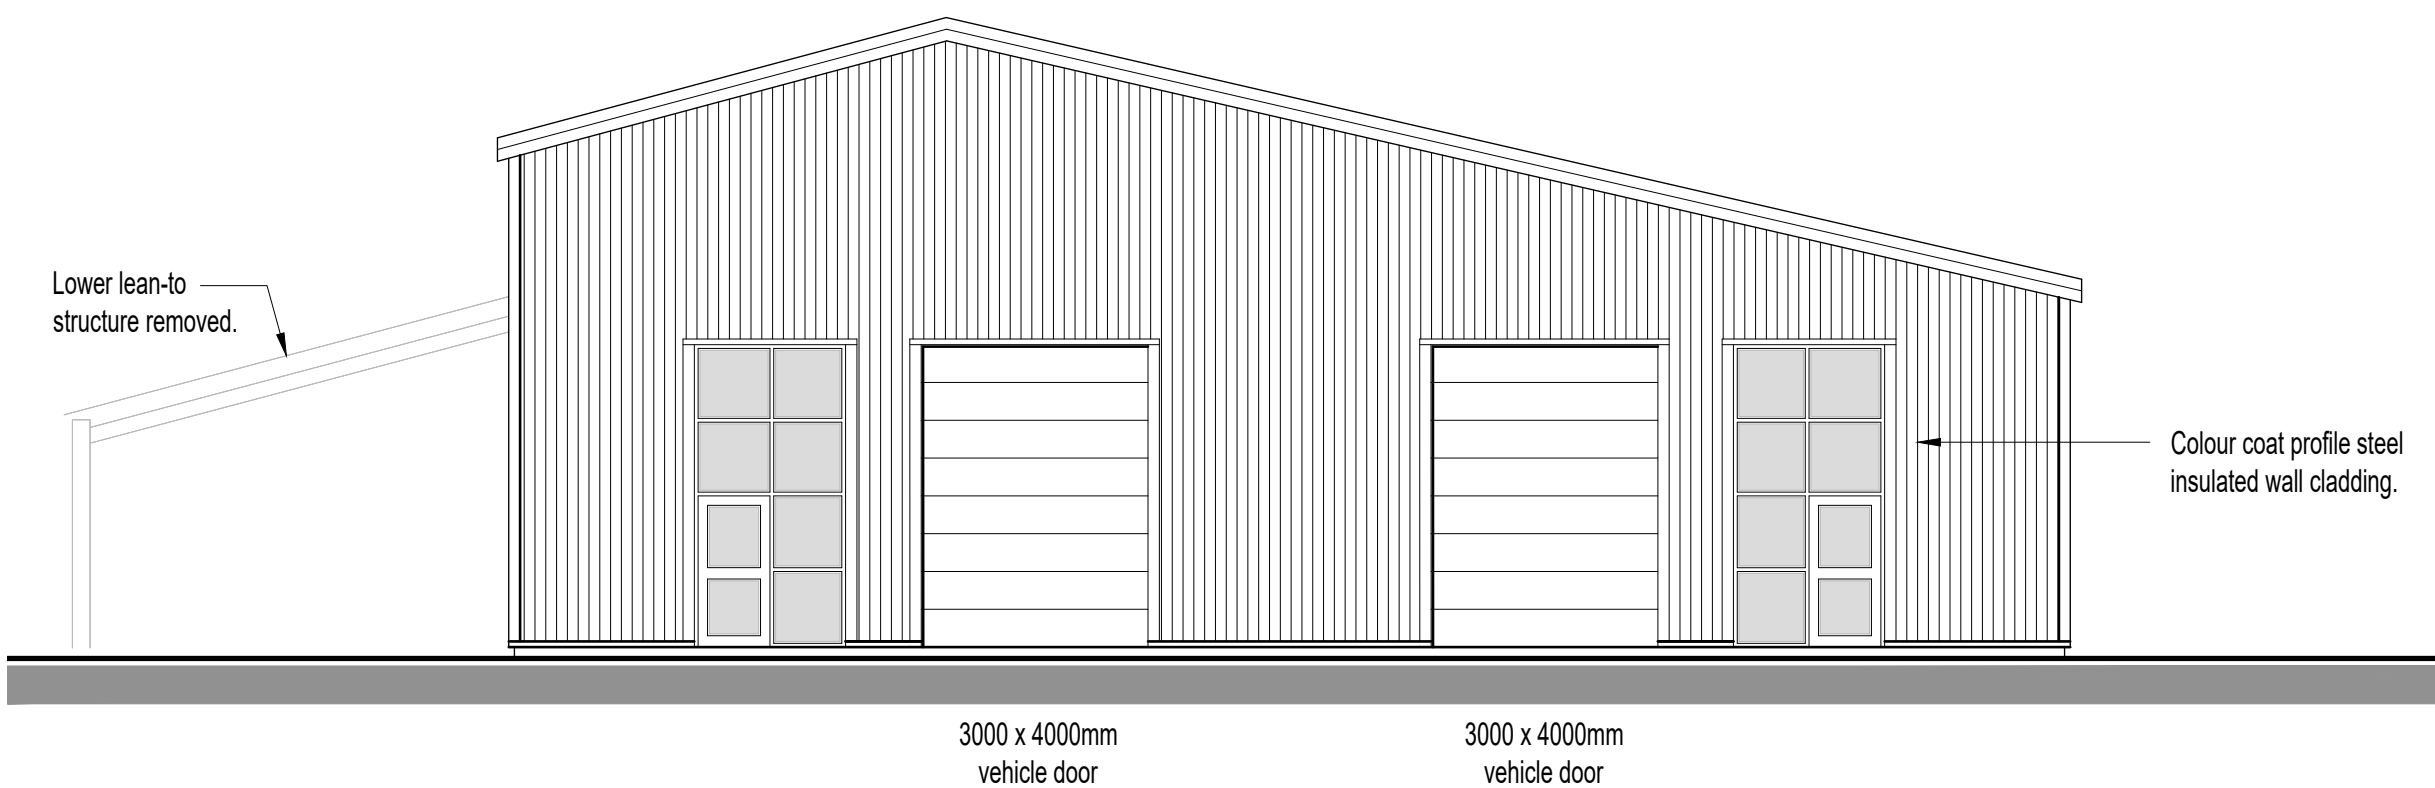 Lower lean-to
structure removed.
Colour coat profile steel
insulated wall cladding.
3000 x 4000mm
vehicle door
3000 x 4000mm
vehicle door